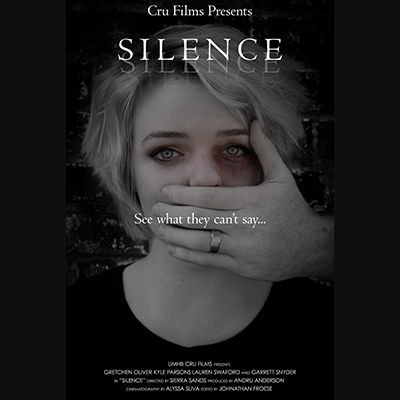 Cru Films Presents
SILENCE
See what they can't say...
UMHB CRU FILMS PRESENTS
GRETCHEN OLIVER KYLE PARSONS LAUREN SWAFORD AND GARRETT SNYDER
IN "SILENCE" DIRECTED BY SIERRA SANDS PRODUCED BY ANDRU ANDERSON
CINEMATOGRAPHY BY ALYSSA SLIVA EDITED BY JOHNATHAN FROESE